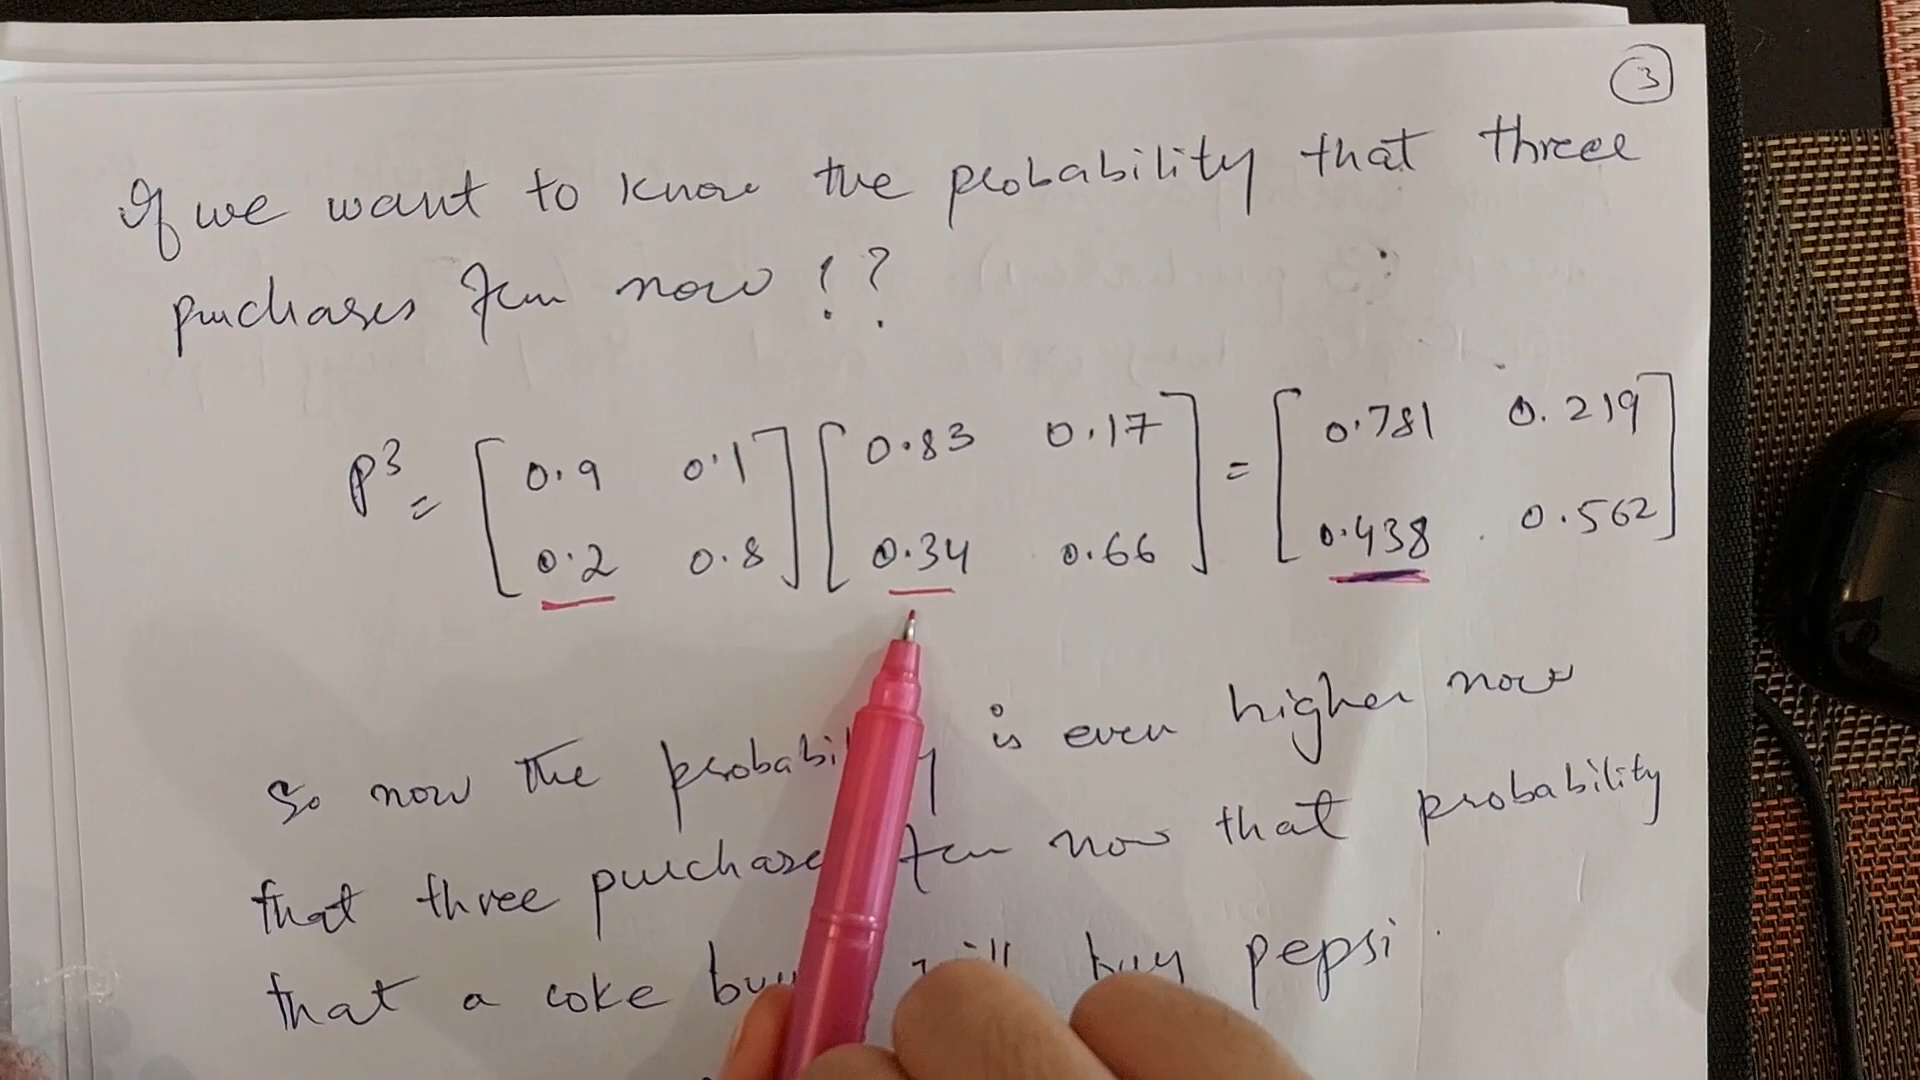 3
If we want to know the probability that three
purchases from now !?
P³ = [0.9 0.1] [0.83 0.17] = [0.781 0.219]
[0.2 0.8] [0.34 0.66] [0.438 0.562]
So now the is even higher now
that three purchase from now that probability
that a coke will buy pepsi.